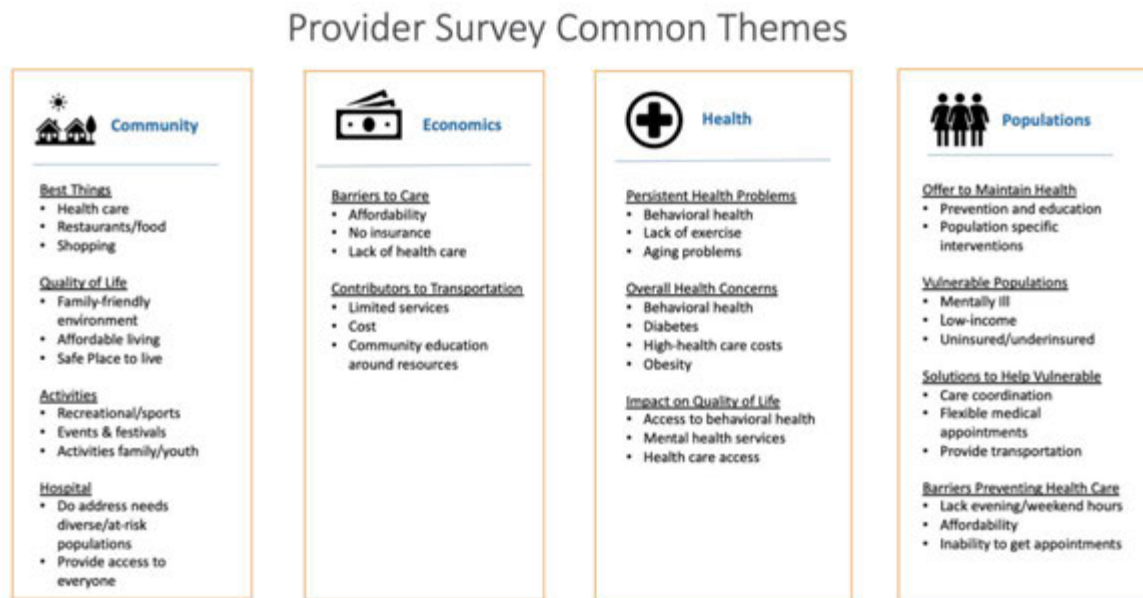 Provider Survey Common Themes
Community
Best Things
• Health care
• Restaurants/food
• Shopping
Quality of Life
• Family-friendly
environment
• Affordable living
• Safe Place to live
Activities
• Recreational/sports
• Events & festivals
• Activities family/youth
Hospital
• Do address needs
diverse/at-risk
populations
• Provide access to
everyone
Economics
Barriers to Care
• Affordability
• No insurance
• Lack of health care
Contributors to Transportation
• Limited services
• Cost
• Community education
around resources
Health
Persistent Health Problems
• Behavioral health
• Lack of exercise
• Aging problems
Overall Health Concerns
• Behavioral health
• Diabetes
• High-health care costs
• Obesity
Impact on Quality of Life
• Access to behavioral health
• Mental health services
• Health care access
Populations
Offer to Maintain Health
• Prevention and education
• Population specific
interventions
Vulnerable Populations
• Mentally Ill
• Low-income
• Uninsured/underinsured
Solutions to Help Vulnerable
• Care coordination
• Flexible medical
appointments
• Provide transportation
Barriers Preventing Health Care
• Lack evening/weekend hours
• Affordability
• Inability to get appointments